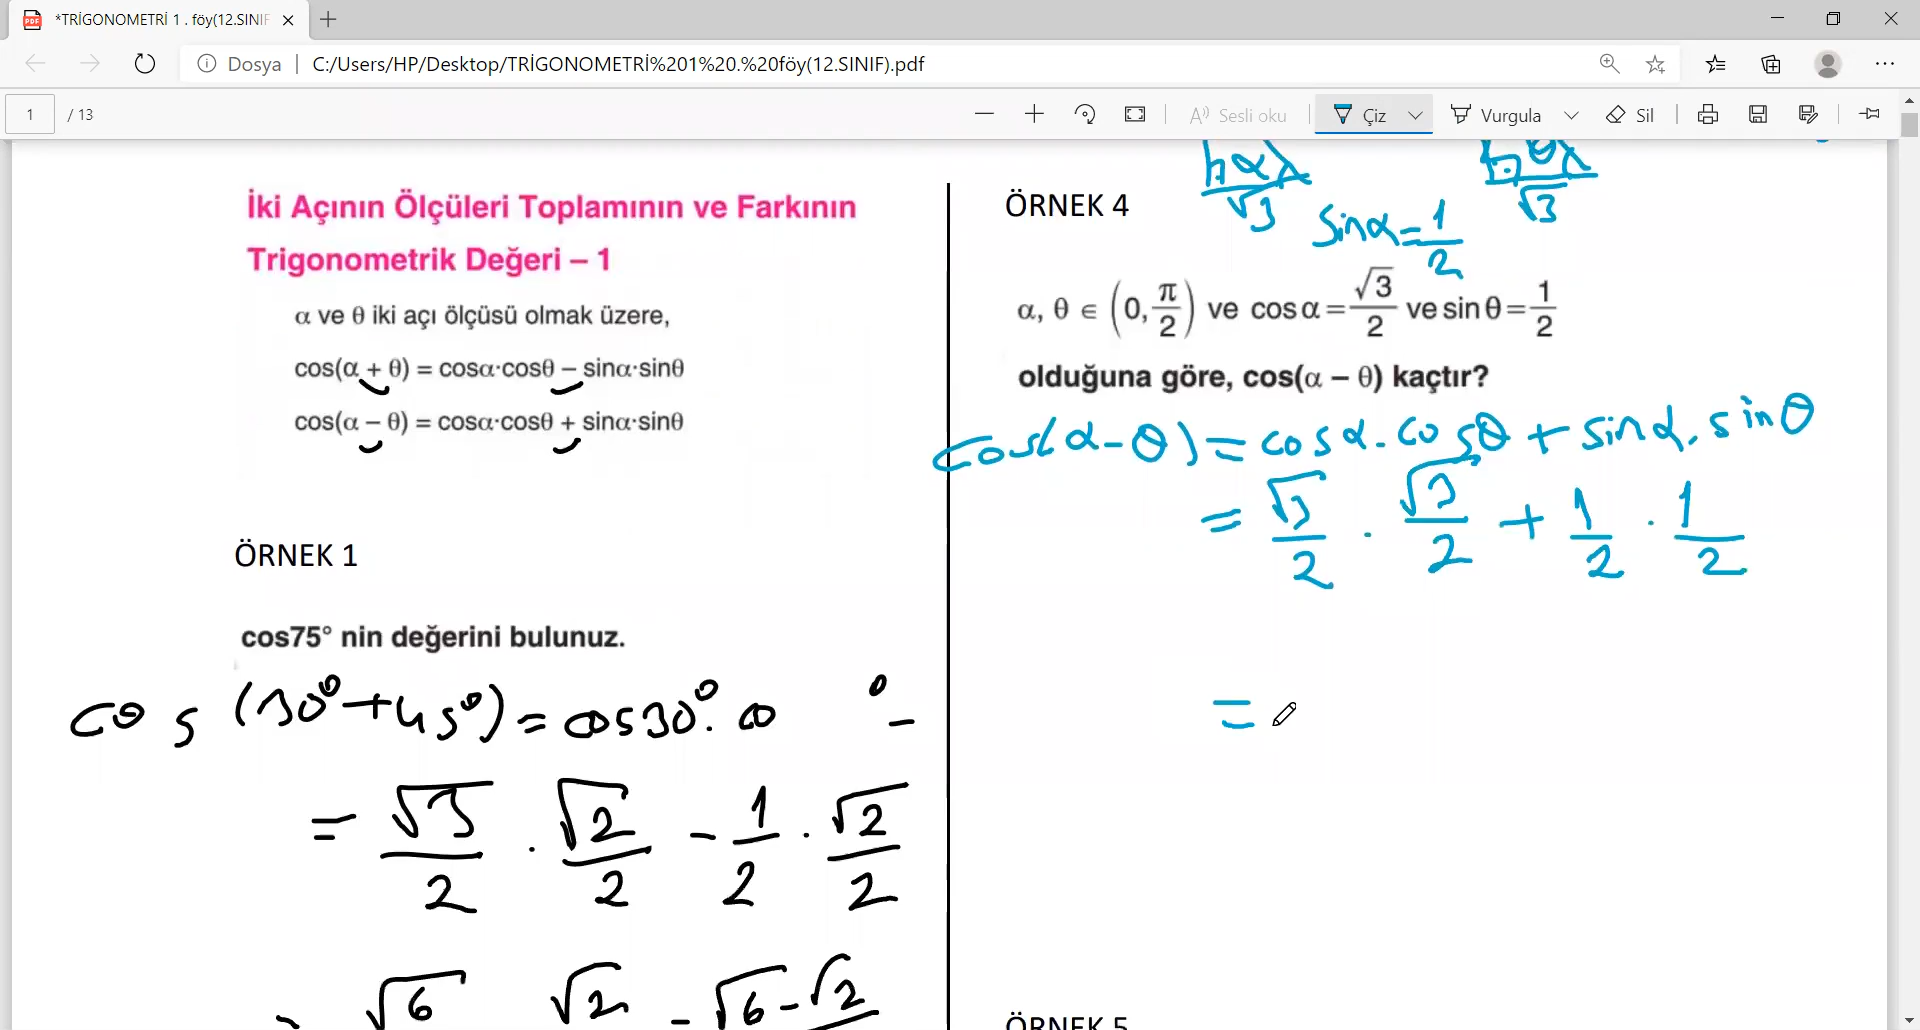 *TRİGONOMETRİ 1 . föy(12.SINIF
Dosya | C:/Users/HP/Desktop/TRİGONOMETRİ%201%20.%20föy(12.SINIF).pdf
1 / 13
Sesli oku
Çiz
Vurgula
Sil
İki Açının Ölçüleri Toplamının ve Farkının
Trigonometrik Değeri – 1
α ve θ iki açı ölçüsü olmak üzere,
cos(α + θ) = cosα·cosθ – sinα·sinθ
cos(α – θ) = cosα·cosθ + sinα·sinθ
ÖRNEK 1
cos75° nin değerini bulunuz.
cos (30° + 45°) = cos30° . co ° –
= √3/2 . √2/2 - 1/2 . √2/2
√6 √2 = √6 - √2
α √3
θ √3
ÖRNEK 4
sinα = 1/2
α, θ ∈ (0, π/2) ve cosα = √3/2 ve sinθ = 1/2
olduğuna göre, cos(α – θ) kaçtır?
cos(α - θ) = cosα . cosθ + sinα . sinθ
= √3/2 . √3/2 + 1/2 . 1/2
=
ÖRNEK 5